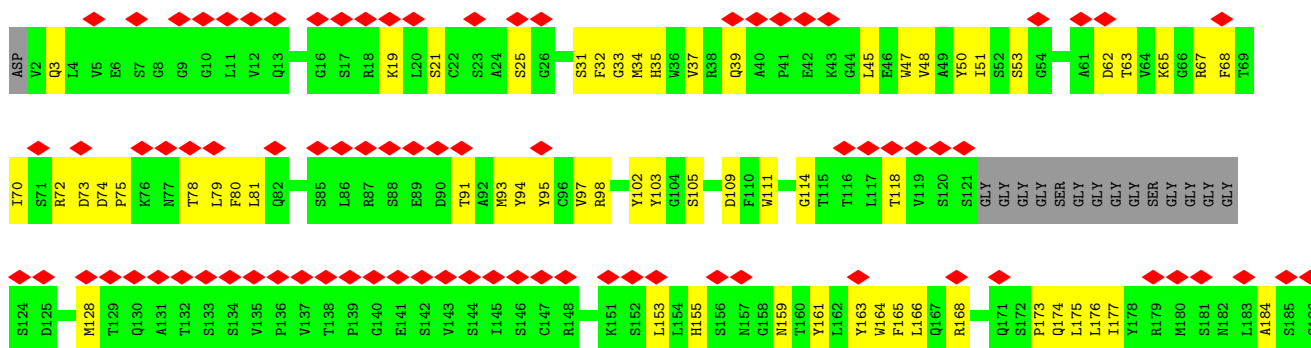 ASP V2 Q3 L4 V5 E6 S7 G8 G9 G10 L11 V12 Q13 G16 S17 R18 K19 L20 S21 C22 S23 A24 S25 G26 S31 F32 G33 M34 H35 W36 V37 R38 Q39 A40 P41 E42 K43 G44 L45 E46 W47 V48 A49 Y50 I51 S52 S53 G54 A61 D62 T63 V64 K65 G66 R67 F68 T69
I70 S71 R72 D73 D74 P75 K76 N77 T78 L79 F80 L81 Q82 S85 L86 R87 S88 E89 D90 T91 A92 M93 Y94 Y95 C96 V97 R98 Y102 Y103 G104 S105 D109 F110 W111 G114 T115 T116 L117 T118 V119 S120 S121 GLY GLY GLY GLY SER GLY GLY GLY GLY SER GLY GLY GLY GLY
S124 D125 M128 T129 Q130 A131 T132 S133 S134 V135 P136 V137 T138 P139 G140 E141 S142 V143 S144 I145 S146 C147 R148 K151 S152 L153 L154 H155 S156 N157 G158 N159 T160 Y161 L162 Y163 W164 F165 L166 Q167 R168 Q171 S172 P173 Q174 L175 L176 I177 Y178 R179 M180 S181 N182 L183 A184 S185